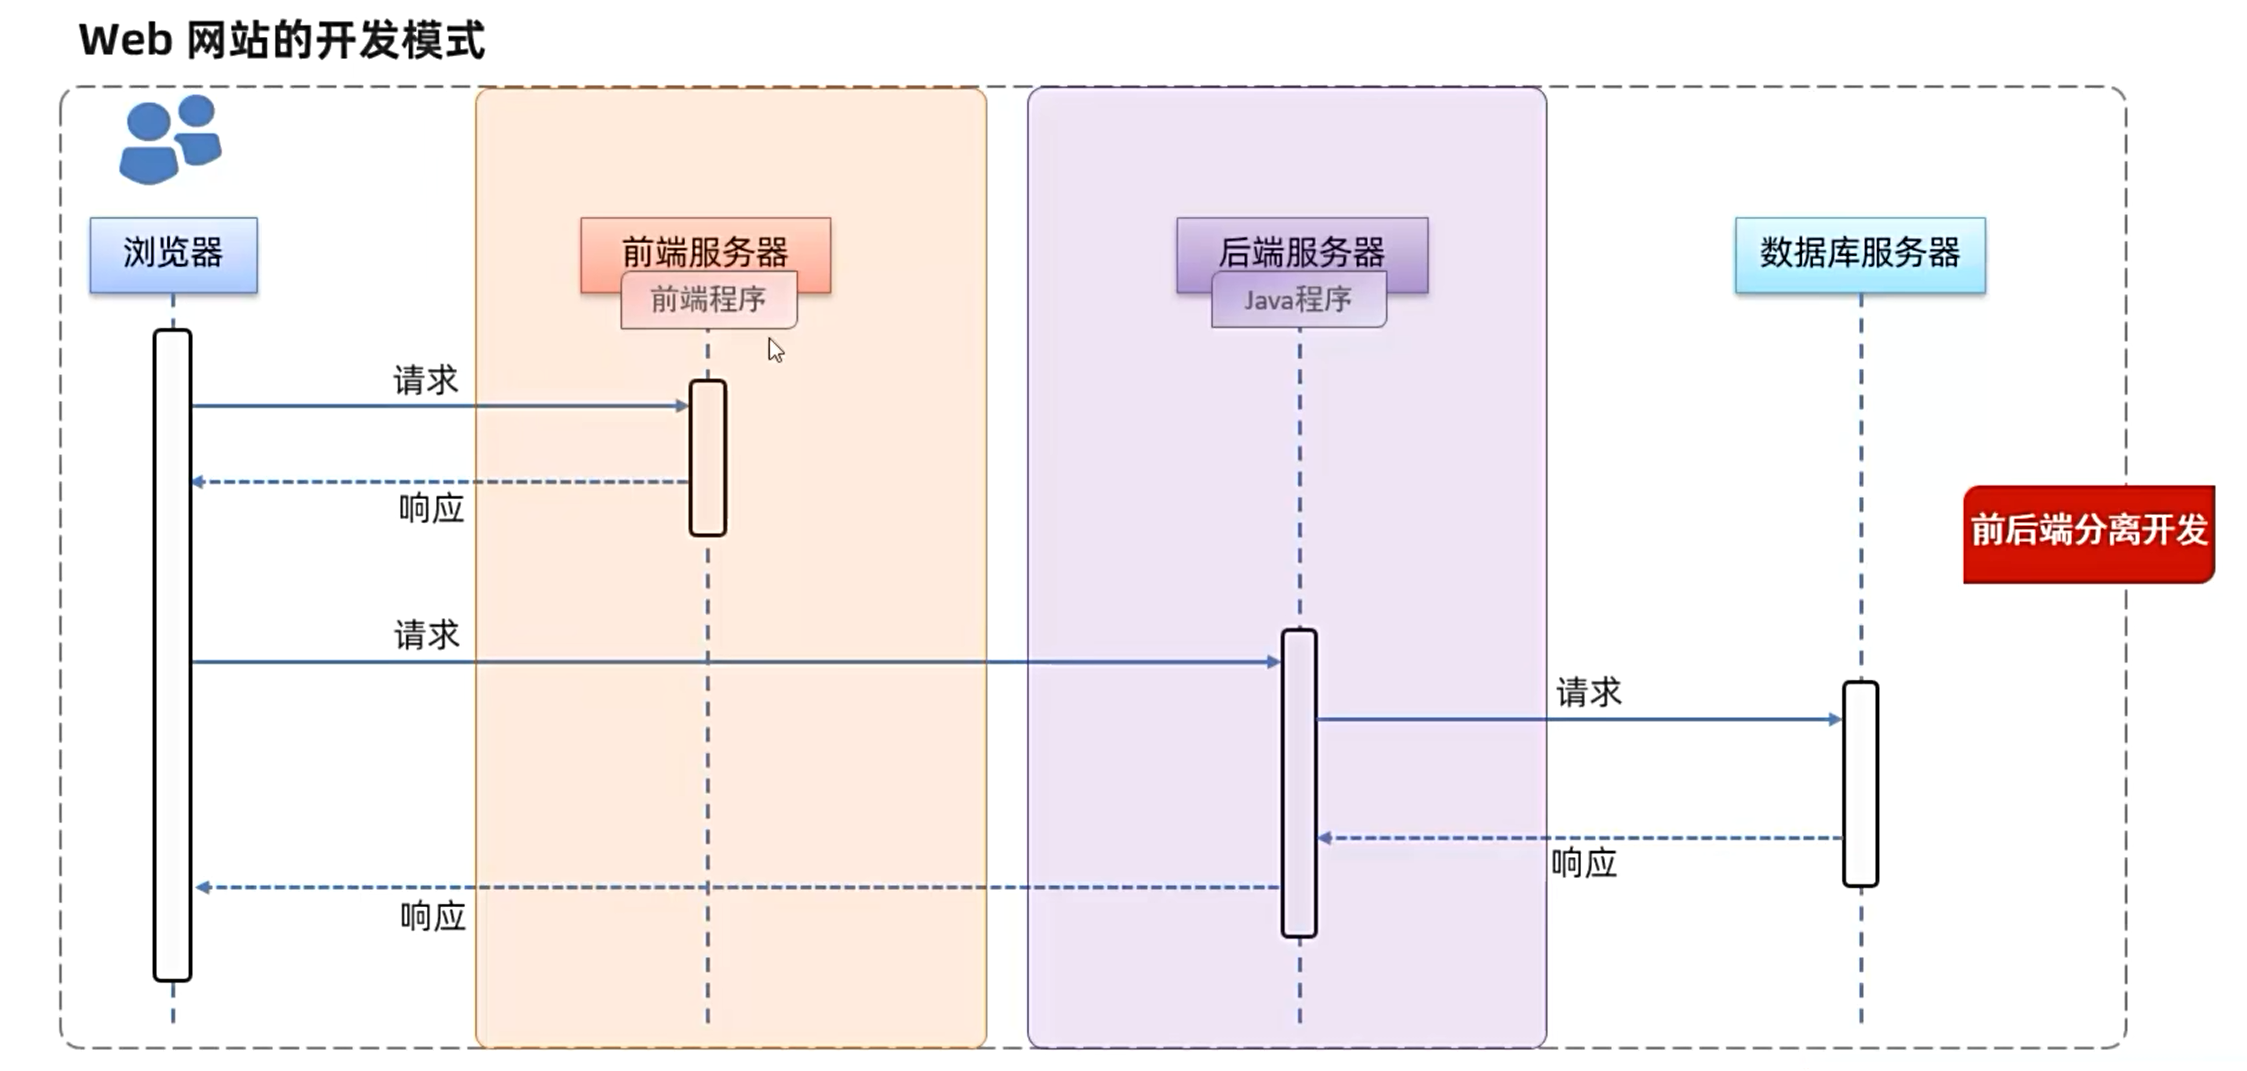 Web 网站的开发模式
浏览器
前端服务器
前端程序
后端服务器
Java程序
数据库服务器
请求
响应
前后端分离开发
请求
请求
响应
响应